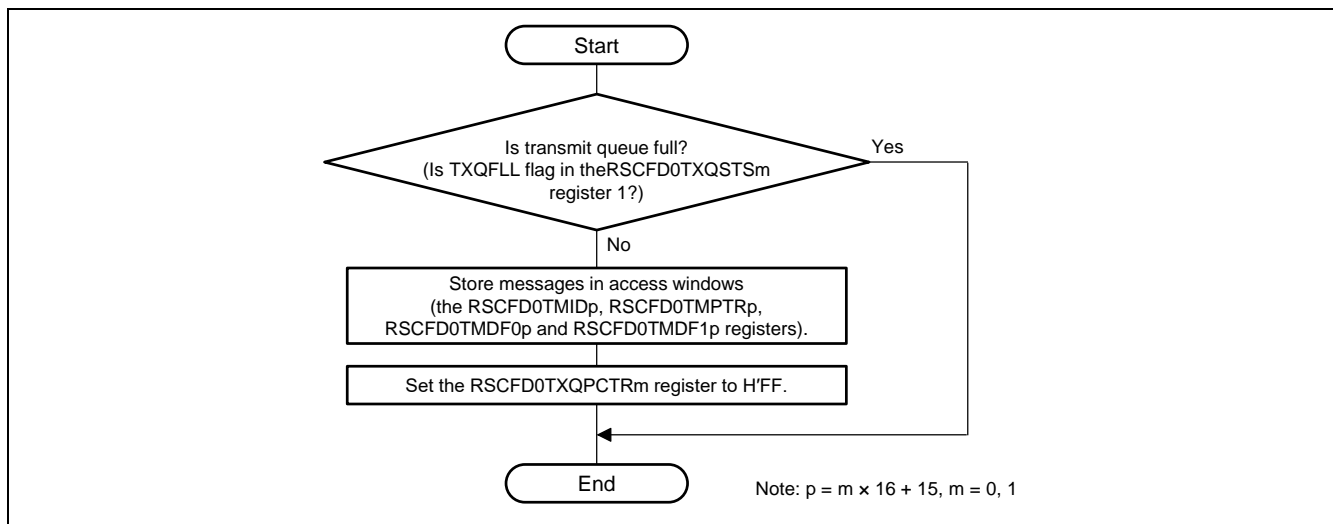 Start
Is transmit queue full?
(Is TXQFLL flag in theRSCFD0TXQSTSm
register 1?)
Yes
No
Store messages in access windows
(the RSCFD0TMIDp, RSCFD0TMPTRp,
RSCFD0TMDF0p and RSCFD0TMDF1p registers).
Set the RSCFD0TXQPCTRm register to H'FF.
End
Note: p = m × 16 + 15, m = 0, 1